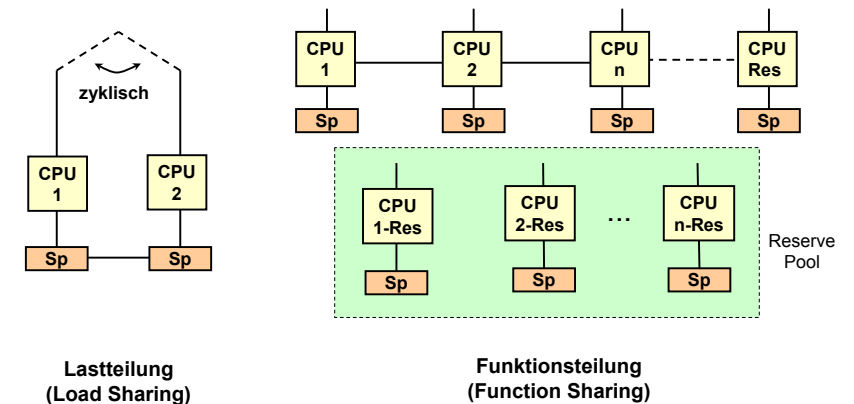 zyklisch
CPU
1
CPU
2
Sp
Sp
Lastteilung
(Load Sharing)
CPU
1
CPU
2
CPU
n
CPU
Res
Sp
Sp
Sp
Sp
CPU
1-Res
CPU
2-Res
...
CPU
n-Res
Sp
Sp
Sp
Reserve
Pool
Funktionsteilung
(Function Sharing)